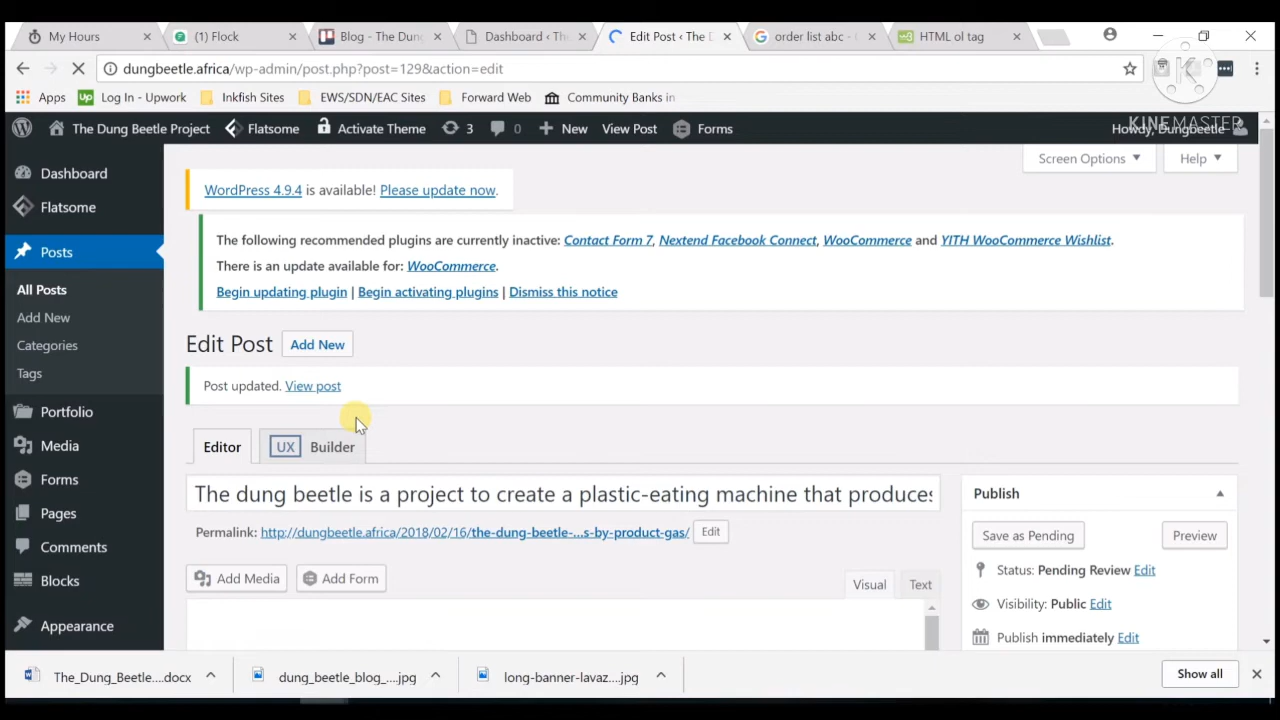 My Hours
(1) Flock
Blog - The Dung
Dashboard ‹ The
Edit Post ‹ The D
order list abc - G
HTML ol tag
dungbeetle.africa/wp-admin/post.php?post=129&action=edit
Apps
Log In - Upwork
Inkfish Sites
EWS/SDN/EAC Sites
Forward Web
Community Banks in
KINEMASTER
The Dung Beetle Project
Flatsome
Activate Theme
3
0
New
View Post
Forms
Howdy, Dungbeetle
Screen Options
Help
Dashboard
Flatsome
Posts
All Posts
Add New
Categories
Tags
Portfolio
Media
Forms
Pages
Comments
Blocks
Appearance
WordPress 4.9.4 is available! Please update now.
The following recommended plugins are currently inactive: Contact Form 7, Nextend Facebook Connect, WooCommerce and YITH WooCommerce Wishlist.
There is an update available for: WooCommerce.
Begin updating plugin | Begin activating plugins | Dismiss this notice
Edit Post
Add New
Post updated. View post
Editor
UX Builder
The dung beetle is a project to create a plastic-eating machine that produces
Permalink: http://dungbeetle.africa/2018/02/16/the-dung-beetle-...s-by-product-gas/
Edit
Add Media
Add Form
Visual
Text
Publish
Save as Pending
Preview
Status: Pending Review Edit
Visibility: Public Edit
Publish immediately Edit
The_Dung_Beetle....docx
dung_beetle_blog_....jpg
long-banner-lavaz....jpg
Show all